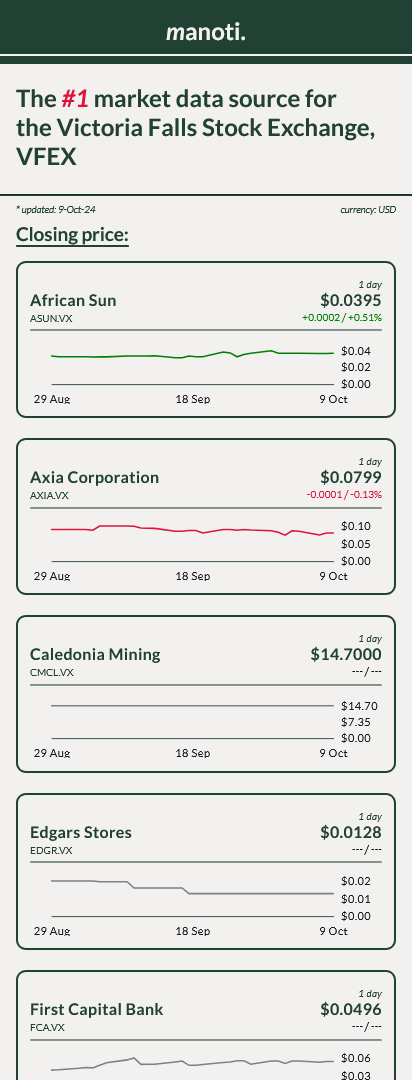 manoti.
The #1 market data source for
the Victoria Falls Stock Exchange,
VFEX
* updated: 9-Oct-24
currency: USD
Closing price:
1 day
African Sun
$0.0395
ASUN.VX
+0.0002 / +0.51%
$0.04
$0.02
$0.00
29 Aug
18 Sep
9 Oct
1 day
Axia Corporation
$0.0799
AXIA.VX
-0.0001 / -0.13%
$0.10
$0.05
$0.00
29 Aug
18 Sep
9 Oct
1 day
Caledonia Mining
$14.7000
CMCL.VX
--- / ---
$14.70
$7.35
$0.00
29 Aug
18 Sep
9 Oct
1 day
Edgars Stores
$0.0128
EDGR.VX
--- / ---
$0.02
$0.01
$0.00
29 Aug
18 Sep
9 Oct
1 day
First Capital Bank
$0.0496
FCA.VX
--- / ---
$0.06
$0.03